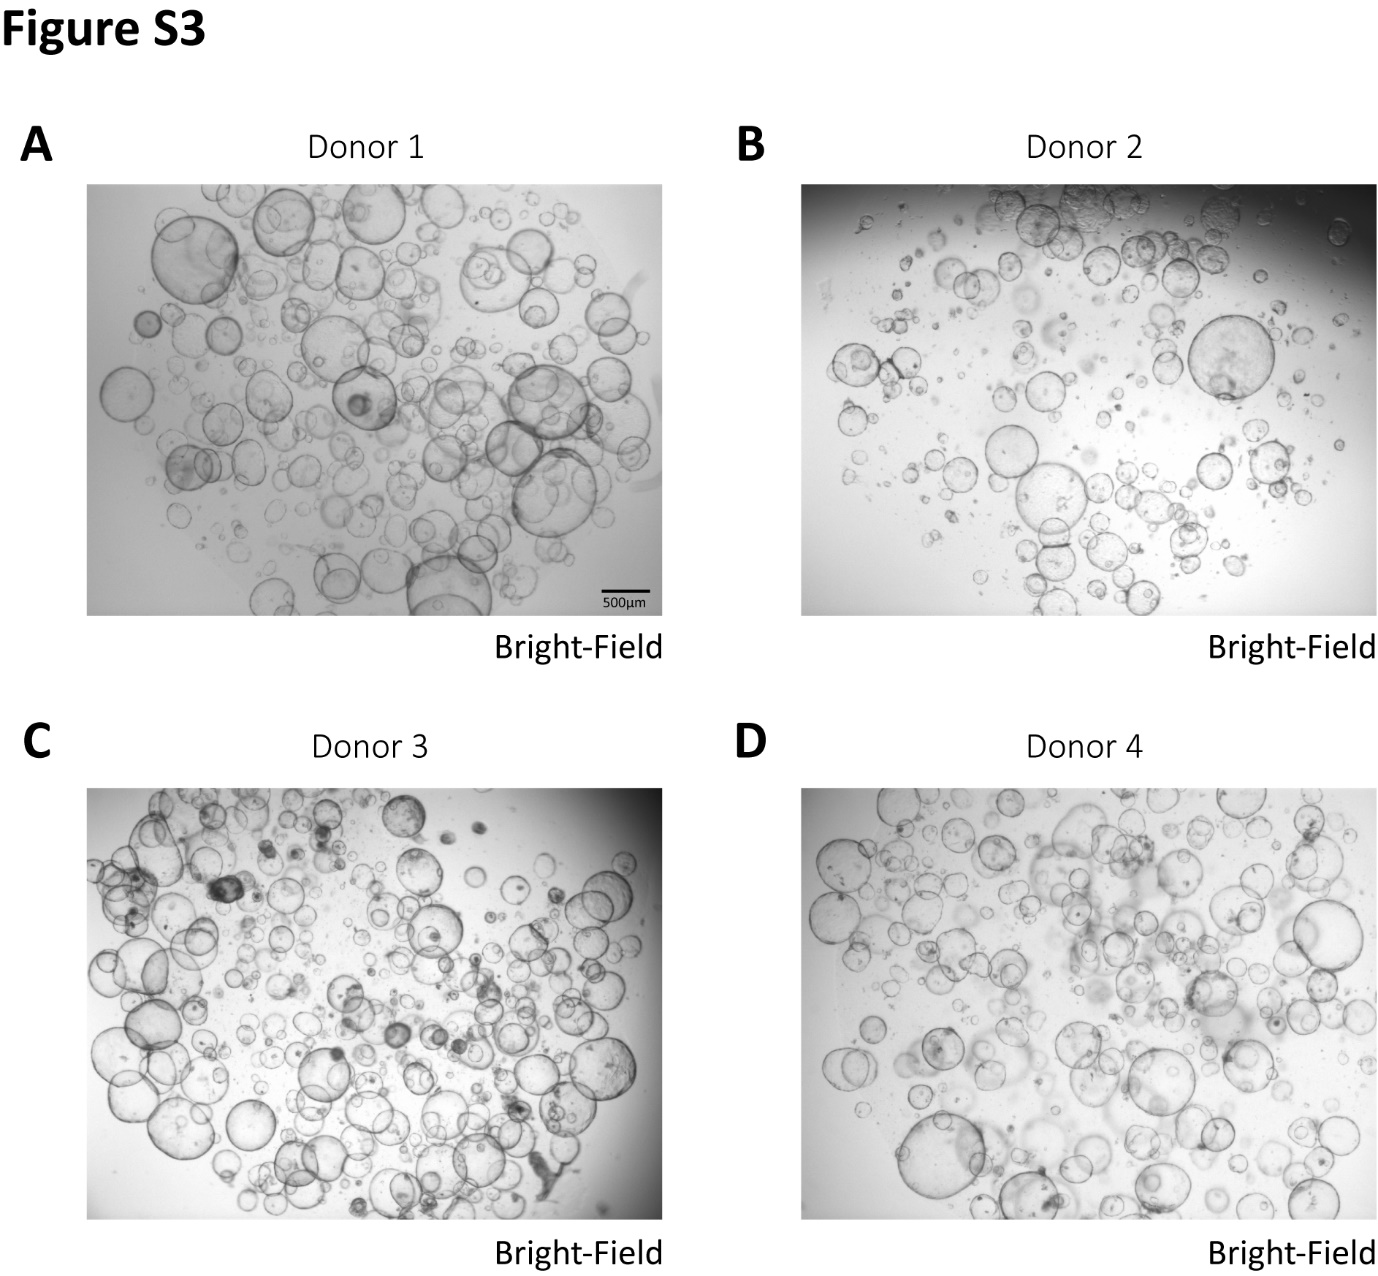 Figure S3
A
Donor 1
B
Donor 2
500μm
Bright-Field
Bright-Field
C
Donor 3
D
Donor 4
Bright-Field
Bright-Field